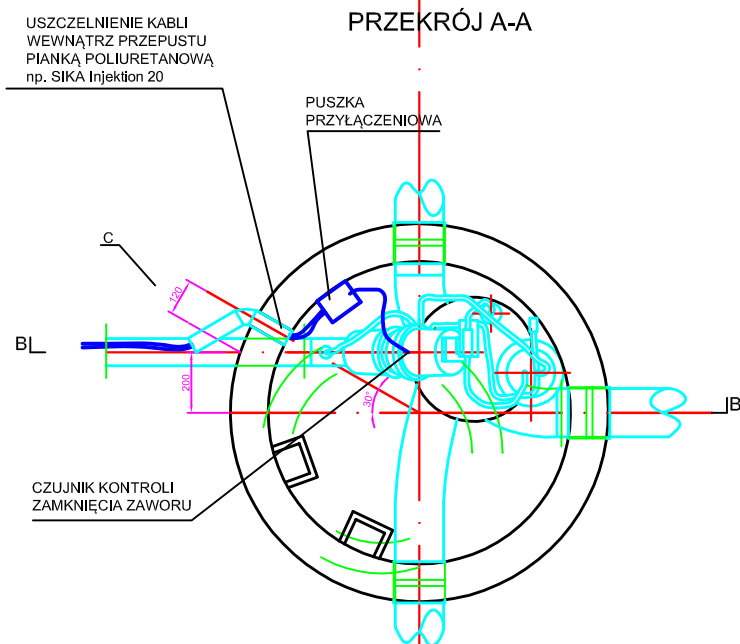 PRZEKRÓJ A-A
USZCZELNIENIE KABLI
WEWNĄTRZ PRZEPUSTU
PIANKĄ POLIURETANOWĄ
np. SIKA Injektion 20
PUSZKA
PRZYŁĄCZENIOWA
C
120
B
200
30°
B
CZUJNIK KONTROLI
ZAMKNIĘCIA ZAWORU